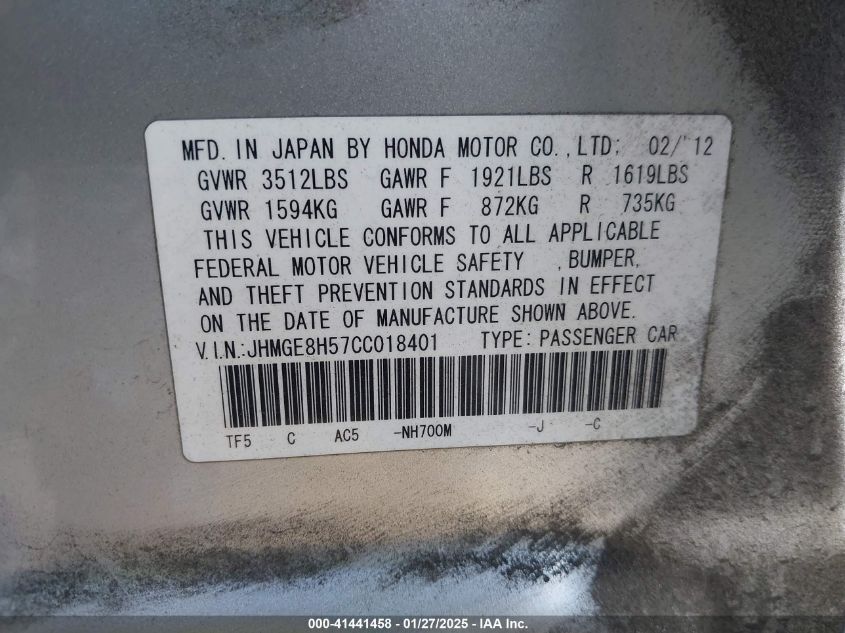 MFD. IN JAPAN BY HONDA MOTOR CO., LTD; 02/'12
GVWR 3512LBS GAWR F 1921LBS R 1619LBS
GVWR 1594KG GAWR F 872KG R 735KG
THIS VEHICLE CONFORMS TO ALL APPLICABLE
FEDERAL MOTOR VEHICLE SAFETY , BUMPER,
AND THEFT PREVENTION STANDARDS IN EFFECT
ON THE DATE OF MANUFACTURE SHOWN ABOVE.
V.I.N:JHMGE8H57CC018401 TYPE: PASSENGER CAR
TF5 C AC5 -NH700M -J -C
000-41441458 - 01/27/2025 - IAA Inc.